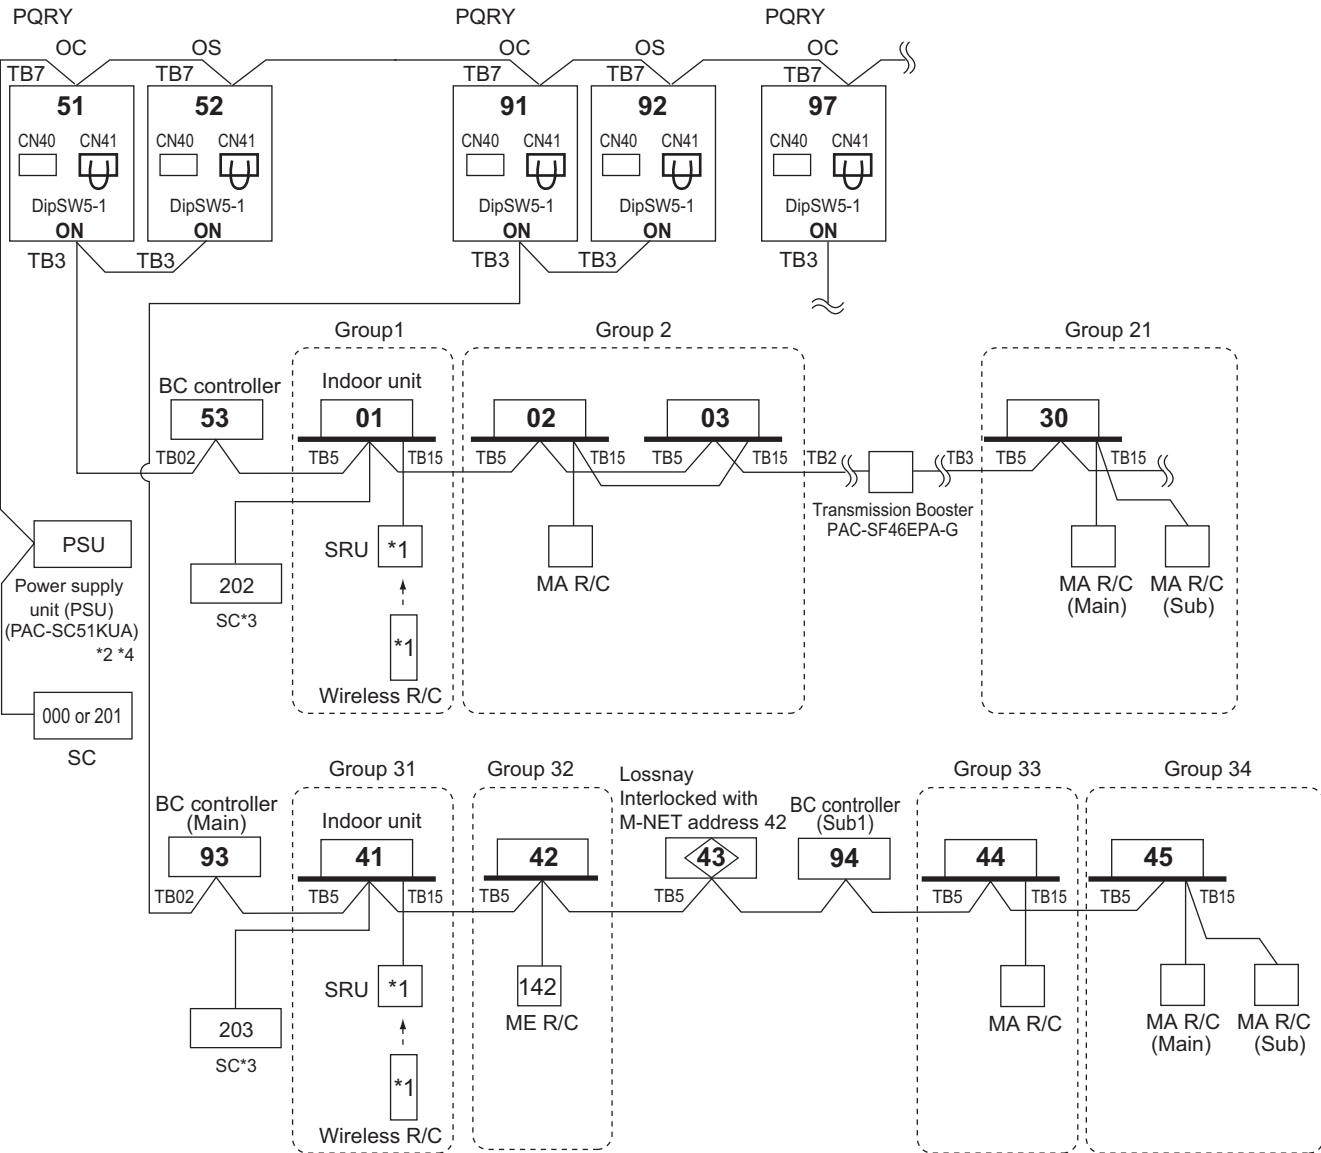 PQRY
PQRY
PQRY
OC
OS
OC
OS
OC
TB7
TB7
TB7
TB7
TB7
51
52
91
92
97
CN40
CN41
CN40
CN41
CN40
CN41
CN40
CN41
CN40
CN41
DipSW5-1
DipSW5-1
DipSW5-1
DipSW5-1
DipSW5-1
ON
ON
ON
ON
ON
TB3
TB3
TB3
TB3
TB3
Group1
Group 2
Group 21
BC controller
Indoor unit
53
01
02
03
30
TB02
TB5
TB15
TB5
TB15
TB5
TB15
TB2
TB3
TB5
TB15
Transmission Booster
PAC-SF46EPA-G
PSU
SRU
*1
202
SC*3
MA R/C
MA R/C
(Main)
MA R/C
(Sub)
Power supply
unit (PSU)
(PAC-SC51KUA)
*2 *4
*1
Wireless R/C
000 or 201
SC
Group 31
Group 32
Lossnay
Interlocked with
M-NET address 42
Group 33
Group 34
BC controller
(Main)
Indoor unit
BC controller
(Sub1)
93
41
42
43
94
44
45
TB02
TB5
TB15
TB5
TB5
TB5
TB15
TB5
TB15
SRU
*1
142
ME R/C
203
SC*3
MA R/C
MA R/C
(Main)
MA R/C
(Sub)
*1
Wireless R/C